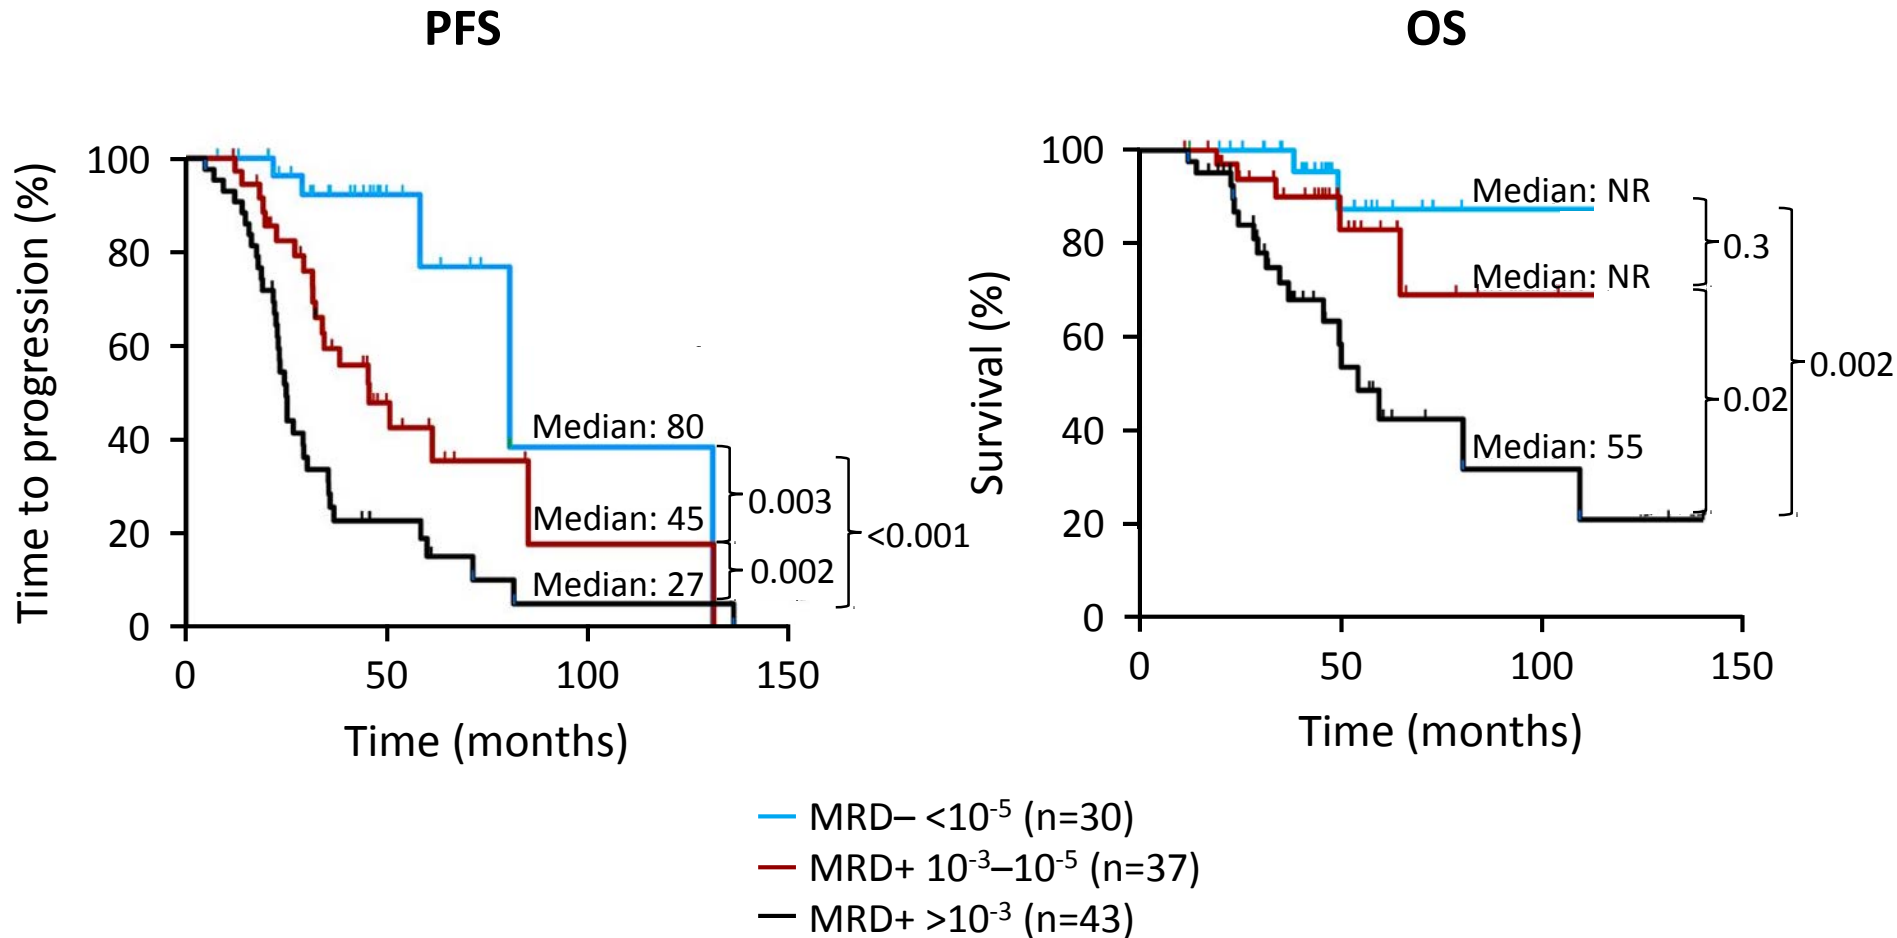 PFS
OS
Time to progression (%)
100
80
60
40
20
0
0
50
100
150
Time (months)
Median: 80
Median: 45
Median: 27
0.003
0.002
<0.001
Survival (%)
100
80
60
40
20
0
0
50
100
150
Time (months)
Median: NR
Median: NR
Median: 55
0.3
0.02
0.002
MRD– <10⁻⁵ (n=30)
MRD+ 10⁻³–10⁻⁵ (n=37)
MRD+ >10⁻³ (n=43)